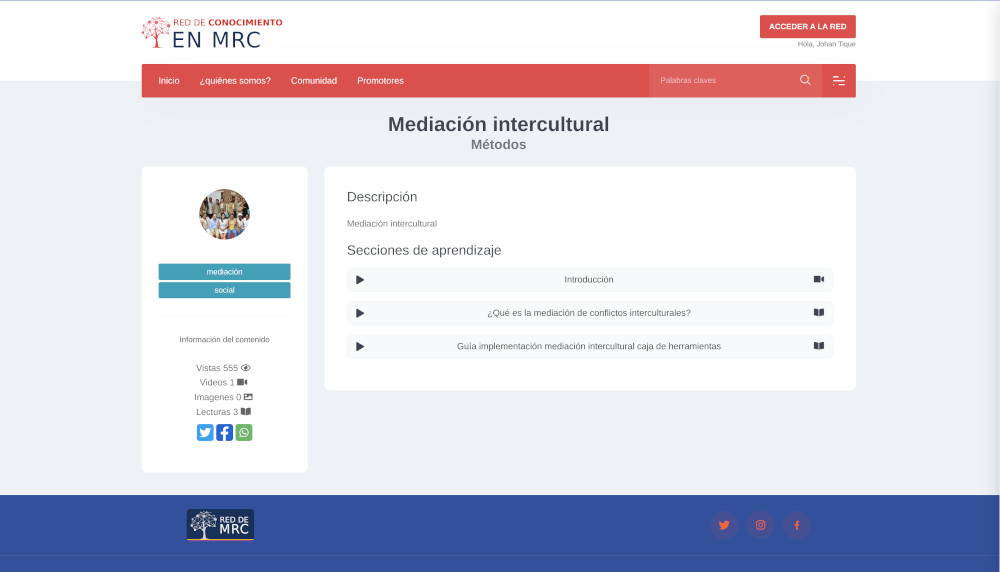 RED DE CONOCIMIENTO
EN MRC
ACCEDER A LA RED
Hola, Johan Tique
Inicio
¿quiénes somos?
Comunidad
Promotores
Palabras claves
Mediación intercultural
Métodos
mediación
social
Información del contenido
Vistas 555
Videos 1
Imagenes 0
Lecturas 3
Descripción
Mediación intercultural
Secciones de aprendizaje
Introducción
¿Qué es la mediación de conflictos interculturales?
Guía implementación mediación intercultural caja de herramientas
RED DE
MRC